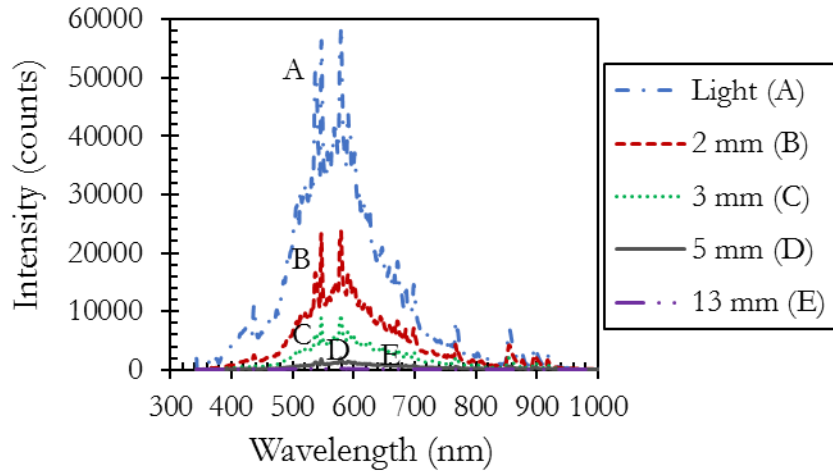 60000
50000
40000
30000
20000
10000
0
Intensity (counts)
A
B
C
D
E
300 400 500 600 700 800 900 1000
Wavelength (nm)
Light (A)
2 mm (B)
3 mm (C)
5 mm (D)
13 mm (E)